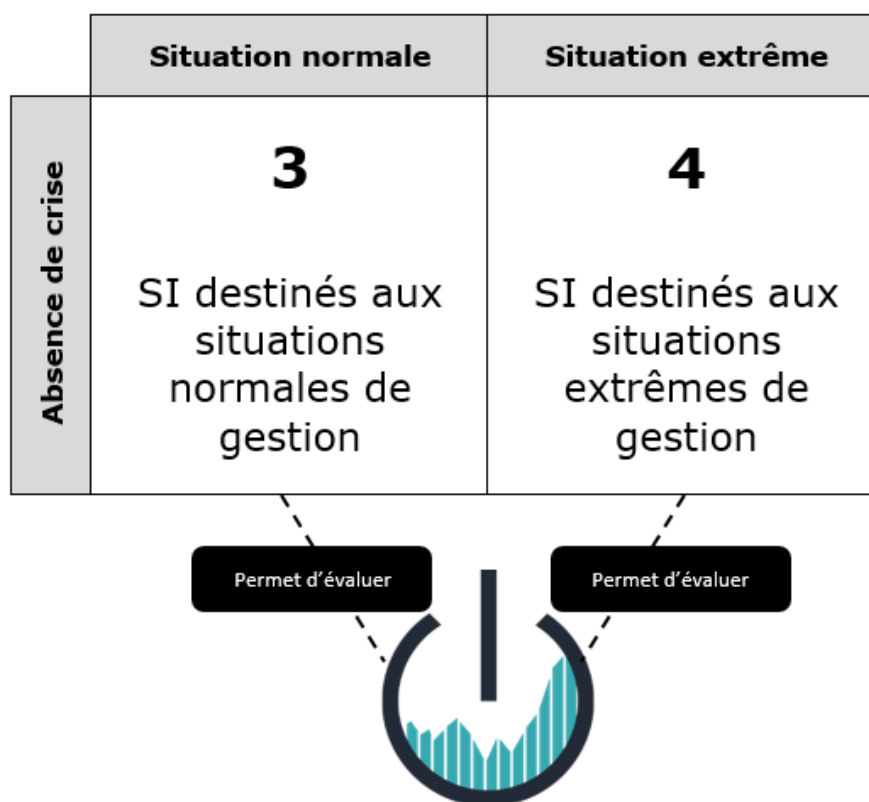 Situation normale
Situation extrême
Absence de crise
3
SI destinés aux
situations
normales de
gestion
4
SI destinés aux
situations
extrêmes de
gestion
Permet d’évaluer
Permet d’évaluer